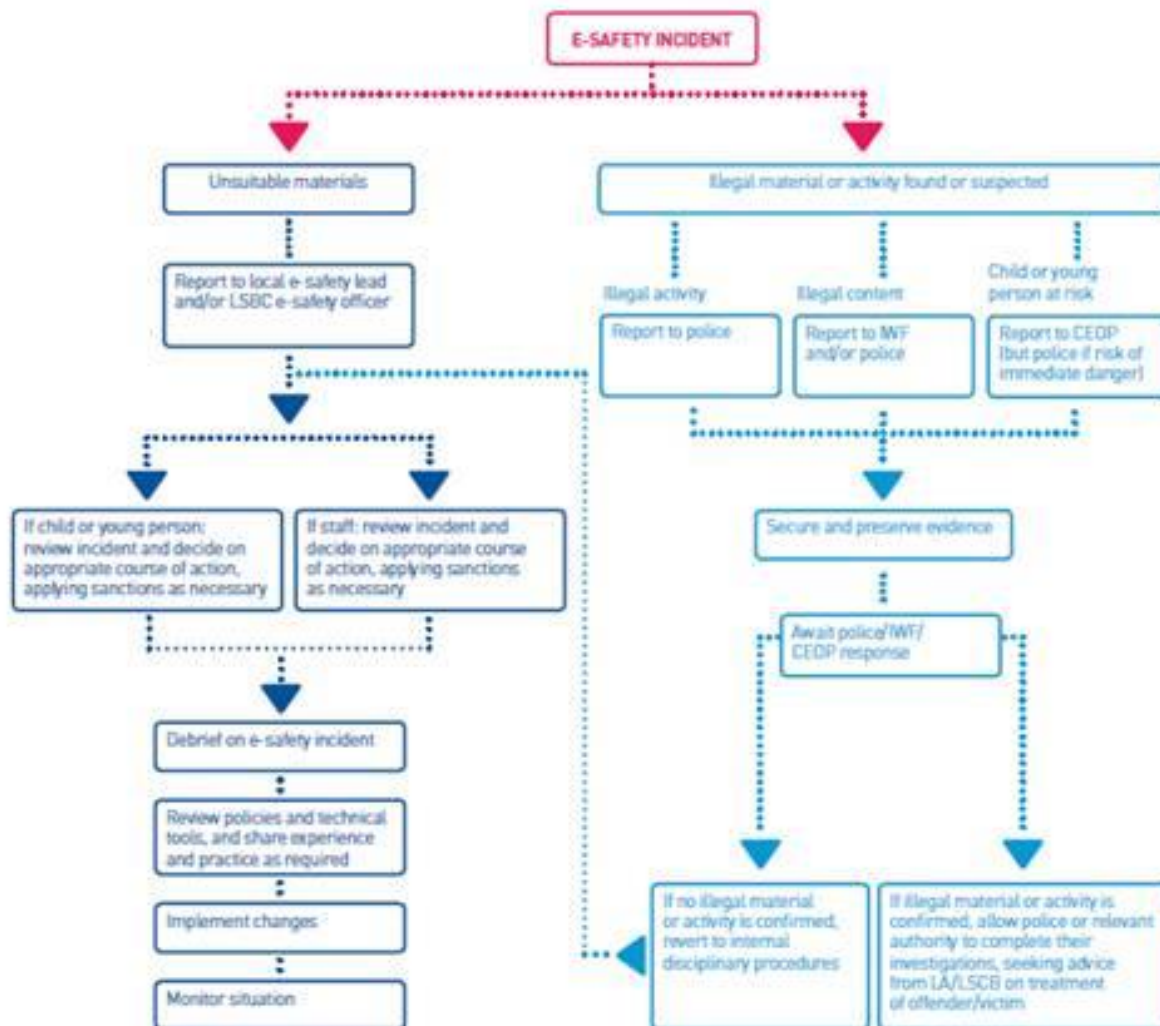 E-SAFETY INCIDENT
Unsuitable materials
Illegal material or activity found or suspected
Report to local e-safety lead
and/or LSBC e-safety officer
Illegal activity
Report to police
Illegal content
Report to IWF
and/or police
Child or young
person at risk
Report to CEOP
(but police if risk of
immediate danger)
If child or young person:
review incident and decide on
appropriate course of action,
applying sanctions as necessary
If staff: review incident and
decide on appropriate course
of action, applying sanctions
as necessary
Secure and preserve evidence
Await police/IWF/
CEOP response
Debrief on e-safety incident
Review policies and technical
tools, and share experience
and practice as required
Implement changes
Monitor situation
If no illegal material
or activity is confirmed,
revert to internal
disciplinary procedures
If illegal material or activity is
confirmed, allow police or relevant
authority to complete their
investigations, seeking advice
from LA/LSCB on treatment
of offender/victim